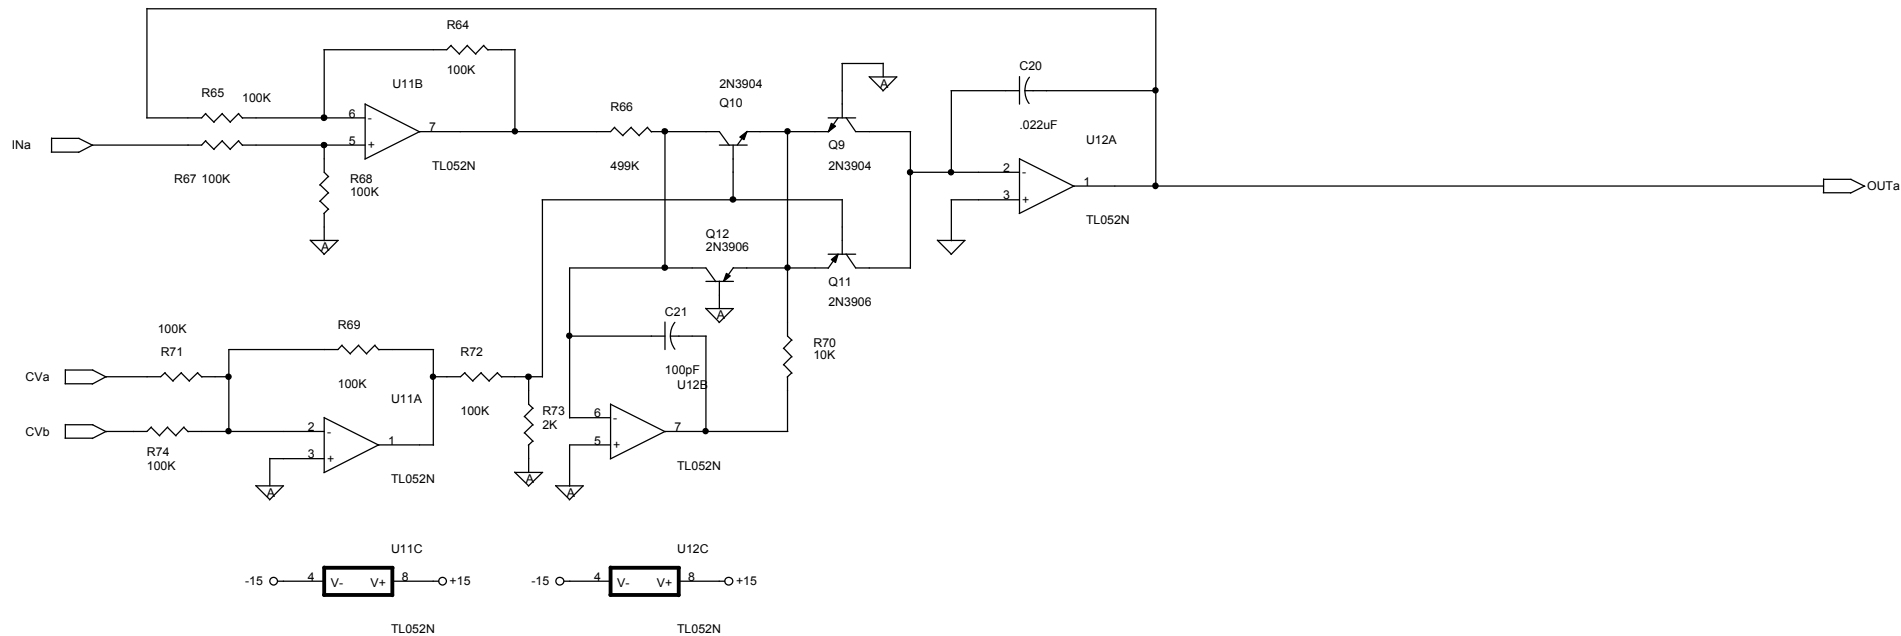 R64
100K
U11B
R65
100K
6
-
5
+
7
TL052N
INa
R67 100K
R68
100K
A
R66
499K
2N3904
Q10
A
Q9
2N3904
C20
.022uF
U12A
2
-
3
+
1
TL052N
OUTa
Q12
2N3906
A
Q11
2N3906
C21
100pF
U12B
R70
10K
100K
R71
R69
100K
U11A
CVa
CVb
R74
100K
2
-
3
+
1
A
TL052N
R72
100K
R73
2K
A
6
-
5
+
7
A
TL052N
U11C
-15
4
V-
V+
8
+15
TL052N
U12C
-15
4
V-
V+
8
+15
TL052N